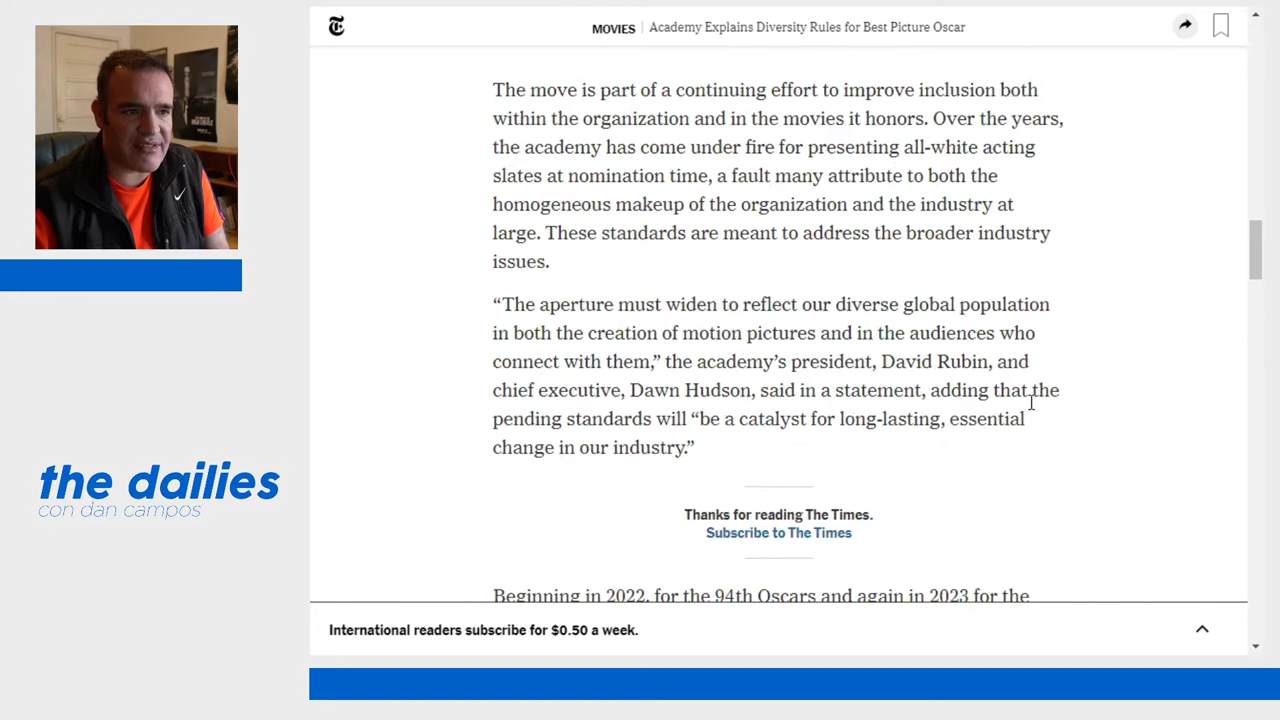 MOVIES | Academy Explains Diversity Rules for Best Picture Oscar
The move is part of a continuing effort to improve inclusion both
within the organization and in the movies it honors. Over the years,
the academy has come under fire for presenting all-white acting
slates at nomination time, a fault many attribute to both the
homogeneous makeup of the organization and the industry at
large. These standards are meant to address the broader industry
issues.
“The aperture must widen to reflect our diverse global population
in both the creation of motion pictures and in the audiences who
connect with them,” the academy’s president, David Rubin, and
chief executive, Dawn Hudson, said in a statement, adding that the
pending standards will “be a catalyst for long-lasting, essential
change in our industry.”
Thanks for reading The Times.
Subscribe to The Times
Beginning in 2022, for the 94th Oscars and again in 2023 for the
International readers subscribe for $0.50 a week.
the dailies
con dan campos